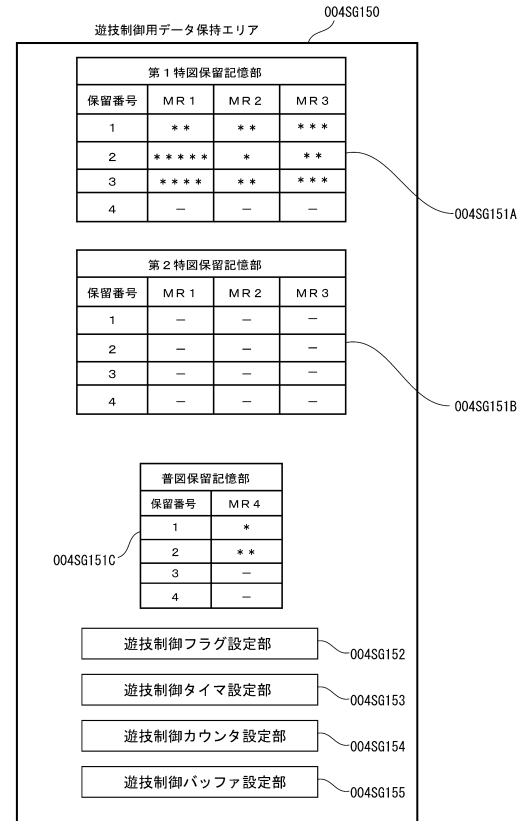 004SG150
遊技制御用データ保持エリア
第１特図保留記憶部
保留番号 ＭＲ１ ＭＲ２ ＭＲ３
1 ** ** ***
2 ***** * **
3 **** ** ***
4 － － －
004SG151A
第２特図保留記憶部
保留番号 ＭＲ１ ＭＲ２ ＭＲ３
1 － － －
2 － － －
3 － － －
4 － － －
004SG151B
普図保留記憶部
保留番号 ＭＲ４
1 *
2 **
3 －
4 －
004SG151C
遊技制御フラグ設定部
004SG152
遊技制御タイマ設定部
004SG153
遊技制御カウンタ設定部
004SG154
遊技制御バッファ設定部
004SG155